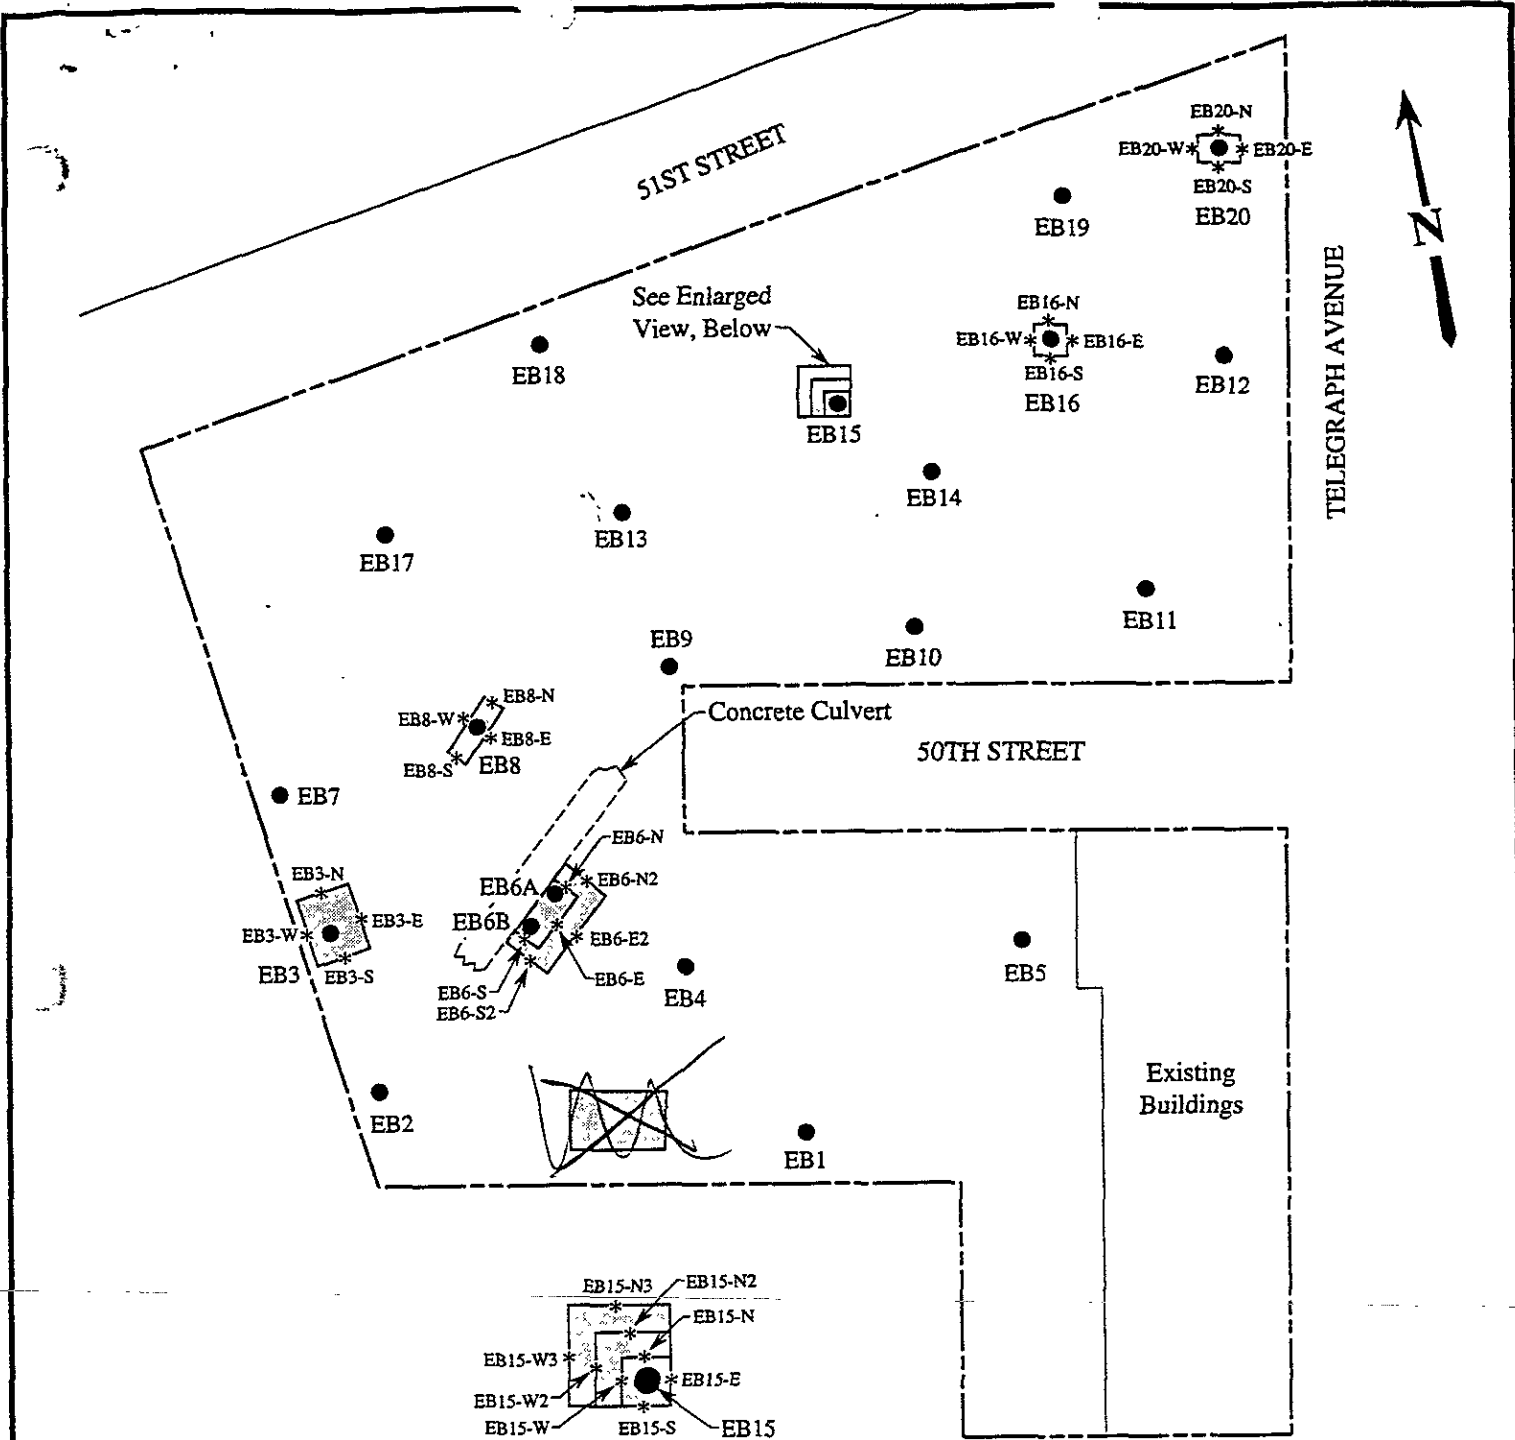 51ST STREET
EB20-N
EB20-W
EB20-E
EB20-S
EB20
EB19
N
TELEGRAPH AVENUE
See Enlarged
View, Below
EB16-N
EB16-W
EB16-E
EB16-S
EB16
EB18
EB12
EB15
EB14
EB13
EB17
EB11
EB9
EB10
EB8-N
EB8-W
EB8-E
EB8-S
EB8
Concrete Culvert
50TH STREET
EB7
EB6-N
EB3-N
EB6A
EB6-N2
EB3-W
EB3-E
EB6B
EB6-E2
EB3
EB3-S
EB6-E
EB6-S
EB6-S2
EB4
EB5
Existing
Buildings
EB2
EB1
EB15-N3
EB15-N2
EB15-N
EB15-W3
EB15-E
EB15-W2
EB15-W
EB15-S
EB15